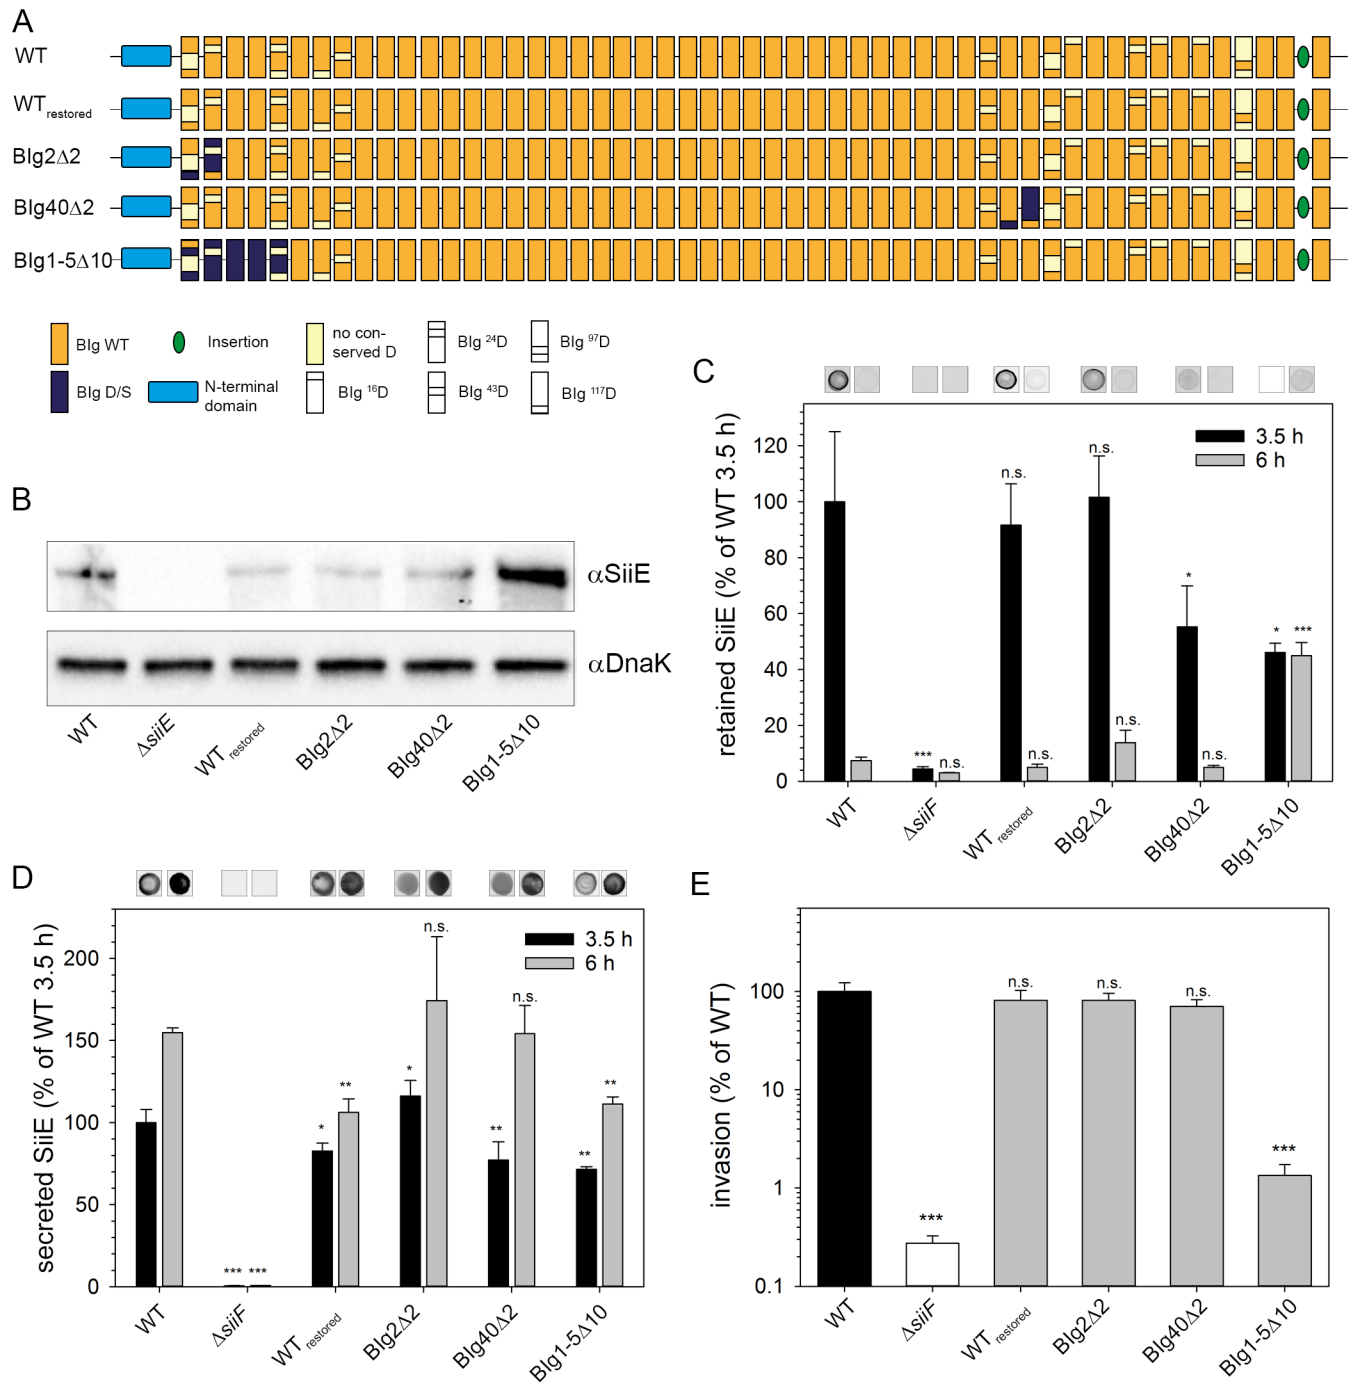 A
WT
WT restored
BIg2Δ2
BIg40Δ2
BIg1-5Δ10
BIg WT
Insertion
no con-
served D
BIg 24D
BIg 97D
BIg D/S
N-terminal
domain
BIg 16D
BIg 43D
BIg 117D
B
αSiiE
αDnaK
WT
ΔsiiE
WT restored
BIg2Δ2
BIg40Δ2
BIg1-5Δ10
C
retained SiiE (% of WT 3.5 h)
120
100
80
60
40
20
0
3.5 h
6 h
***
n.s.
n.s.
n.s.
n.s.
n.s.
*
n.s.
*
***
WT
ΔsiiF
WT restored
BIg2Δ2
BIg40Δ2
BIg1-5Δ10
D
secreted SiiE (% of WT 3.5 h)
200
150
100
50
0
3.5 h
6 h
***
***
*
**
*
n.s.
**
n.s.
**
**
WT
ΔsiiF
WT restored
BIg2Δ2
BIg40Δ2
BIg1-5Δ10
E
invasion (% of WT)
100
10
1
0.1
***
n.s.
n.s.
n.s.
***
WT
ΔsiiF
WT restored
BIg2Δ2
BIg40Δ2
BIg1-5Δ10